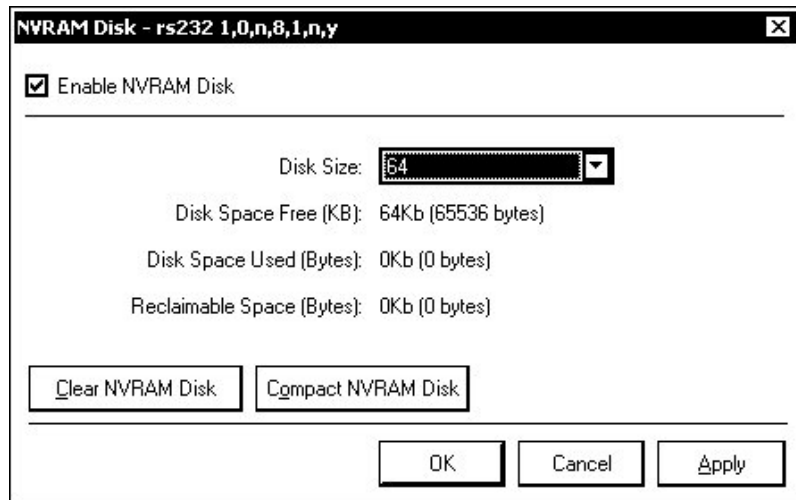 NVRAM Disk - rs232 1,0,n,8,1,n,y
Enable NVRAM Disk
Disk Size: 64
Disk Space Free (KB): 64Kb (65536 bytes)
Disk Space Used (Bytes): 0Kb (0 bytes)
Reclaimable Space (Bytes): 0Kb (0 bytes)
Clear NVRAM Disk Compact NVRAM Disk
OK Cancel Apply